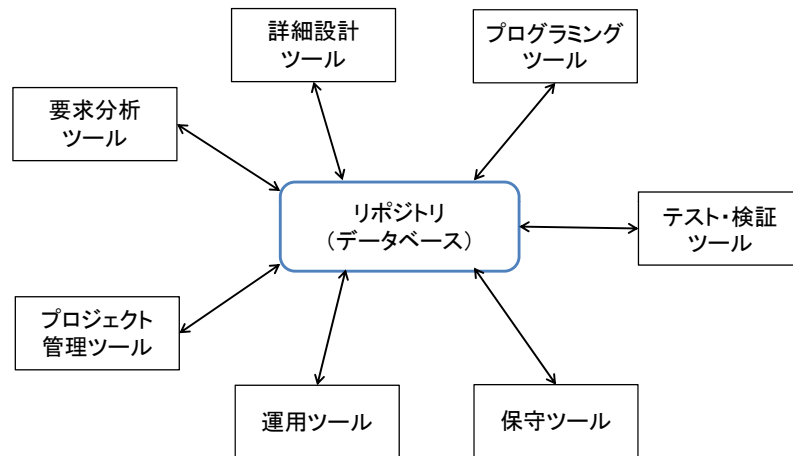 詳細設計
ツール
プログラミング
ツール
要求分析
ツール
リポジトリ
（データベース）
テスト・検証
ツール
プロジェクト
管理ツール
運用ツール
保守ツール